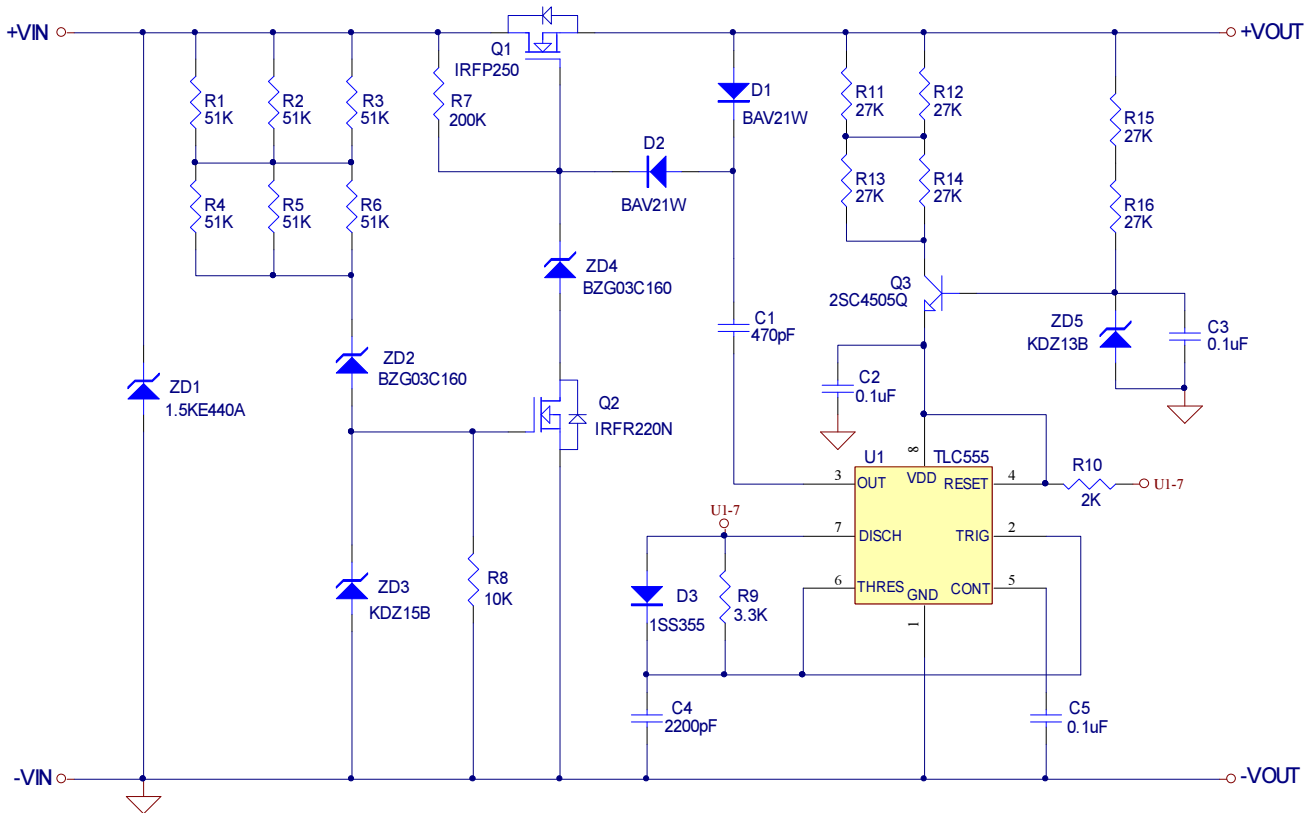 +VIN
+VOUT
Q1
IRFP250
R1
51K
R2
51K
R3
51K
R7
200K
D1
BAV21W
R11
27K
R12
27K
R15
27K
D2
BAV21W
R4
51K
R5
51K
R6
51K
R13
27K
R14
27K
R16
27K
ZD4
BZG03C160
Q3
2SC4505Q
C1
470pF
ZD5
KDZ13B
C3
0.1uF
ZD2
BZG03C160
ZD1
1.5KE440A
C2
0.1uF
Q2
IRFR220N
U1
8
TLC555
VDD
3
OUT
RESET
4
R10
2K
U1-7
U1-7
7
DISCH
TRIG
2
6
THRES
GND
CONT
5
1
ZD3
KDZ15B
R8
10K
D3
1SS355
R9
3.3K
C4
2200pF
C5
0.1uF
-VIN
-VOUT